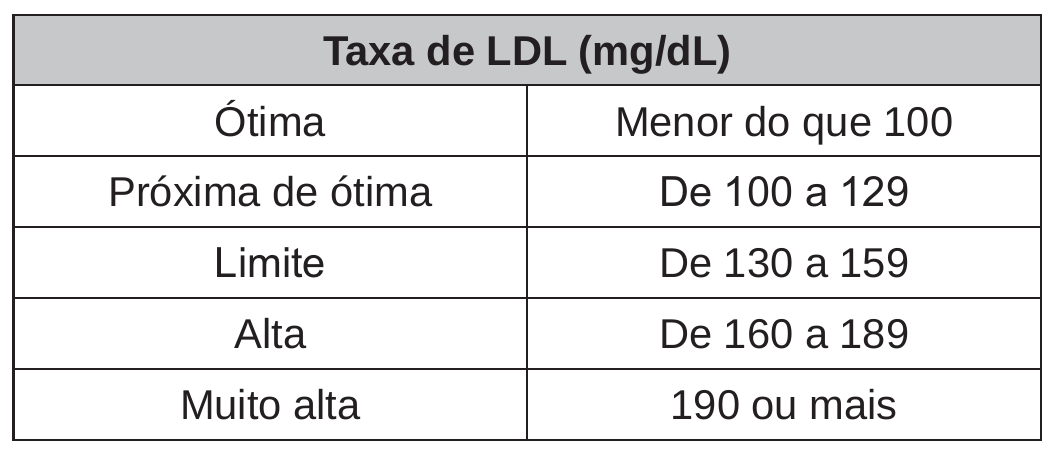 Taxa de LDL (mg/dL)
Ótima Menor do que 100
Próxima de ótima De 100 a 129
Limite De 130 a 159
Alta De 160 a 189
Muito alta 190 ou mais